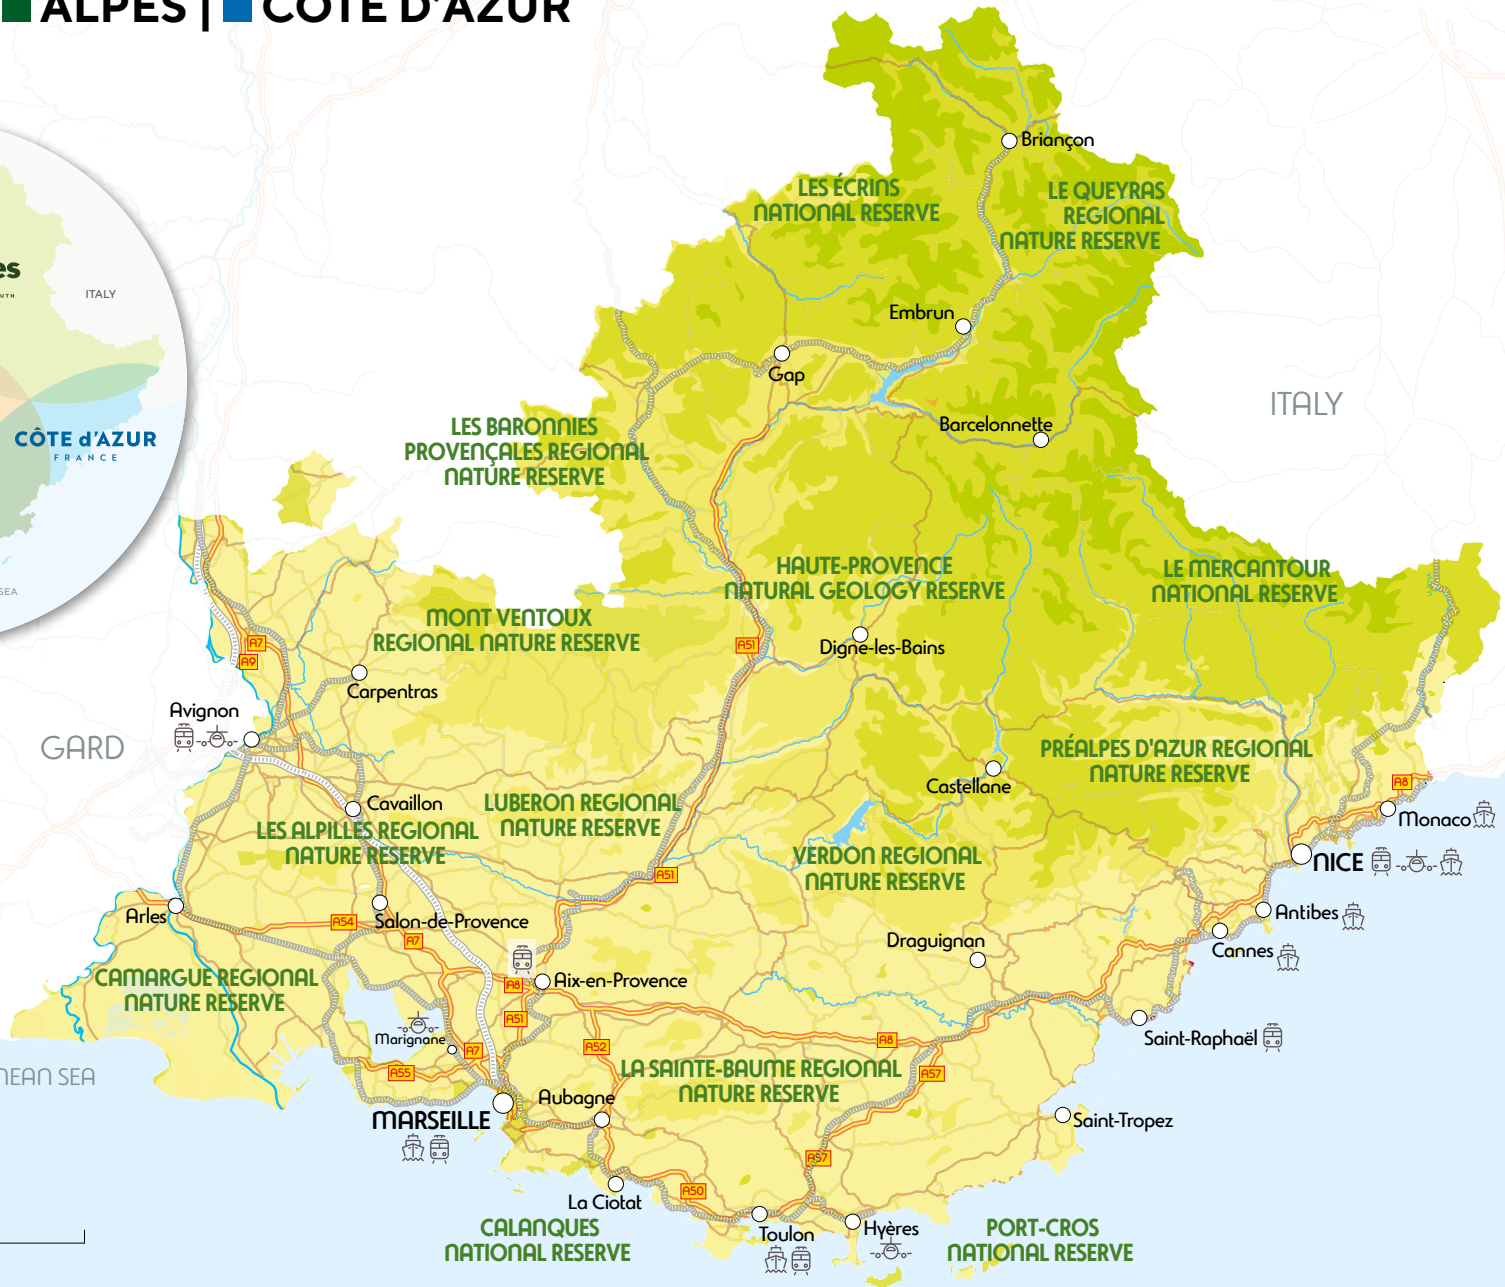 ALPES | CÔTE D'AZUR
Briançon
LES ÉCRINS
NATIONAL RESERVE
LE QUEYRAS
REGIONAL
NATURE RESERVE
ITALY
Embrun
Gap
CÔTE d'AZUR
FRANCE
ITALY
LES BARONNIES
PROVENÇALES REGIONAL
NATURE RESERVE
Barcelonnette
HAUTE-PROVENCE
NATURAL GEOLOGY RESERVE
LE MERCANTOUR
NATIONAL RESERVE
MONT VENTOUX
REGIONAL NATURE RESERVE
A7
A9
A51
Digne-les-Bains
Carpentras
Avignon
GARD
PRÉALPES D'AZUR REGIONAL
NATURE RESERVE
Castellane
A8
Monaco
Cavaillon
LUBERON REGIONAL
NATURE RESERVE
LES ALPILLES REGIONAL
NATURE RESERVE
VERDON REGIONAL
NATURE RESERVE
NICE
A51
Arles
A54
Salon-de-Provence
A7
Antibes
Cannes
Draguignan
CAMARGUE REGIONAL
NATURE RESERVE
A8
Aix-en-Provence
A51
Marignane
A7
A52
A8
Saint-Raphaël
NEAN SEA
A55
LA SAINTE-BAUME REGIONAL
NATURE RESERVE
A57
Aubagne
MARSEILLE
Saint-Tropez
A57
La Ciotat
A50
CALANQUES
NATIONAL RESERVE
Toulon
Hyères
PORT-CROS
NATIONAL RESERVE